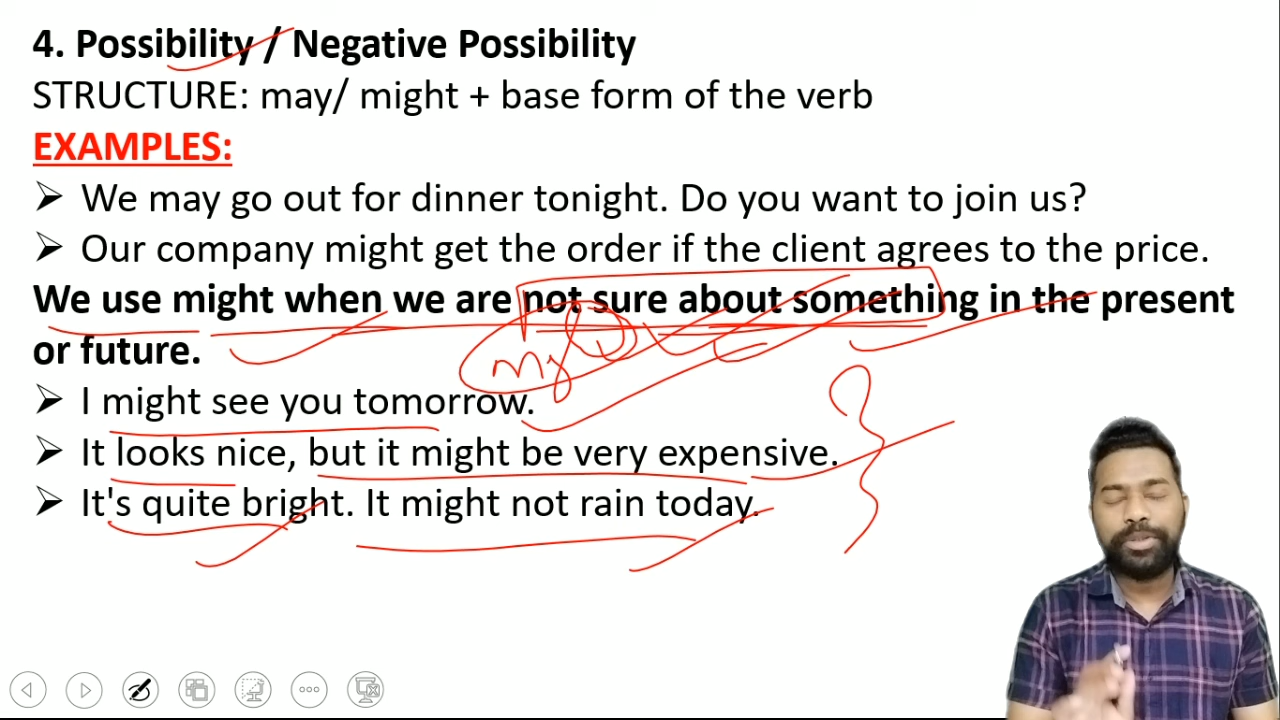 4. Possibility / Negative Possibility
STRUCTURE: may/ might + base form of the verb
EXAMPLES:
➢ We may go out for dinner tonight. Do you want to join us?
➢ Our company might get the order if the client agrees to the price.
We use might when we are not sure about something in the present
or future.
➢ I might see you tomorrow.
➢ It looks nice, but it might be very expensive.
➢ It's quite bright. It might not rain today.